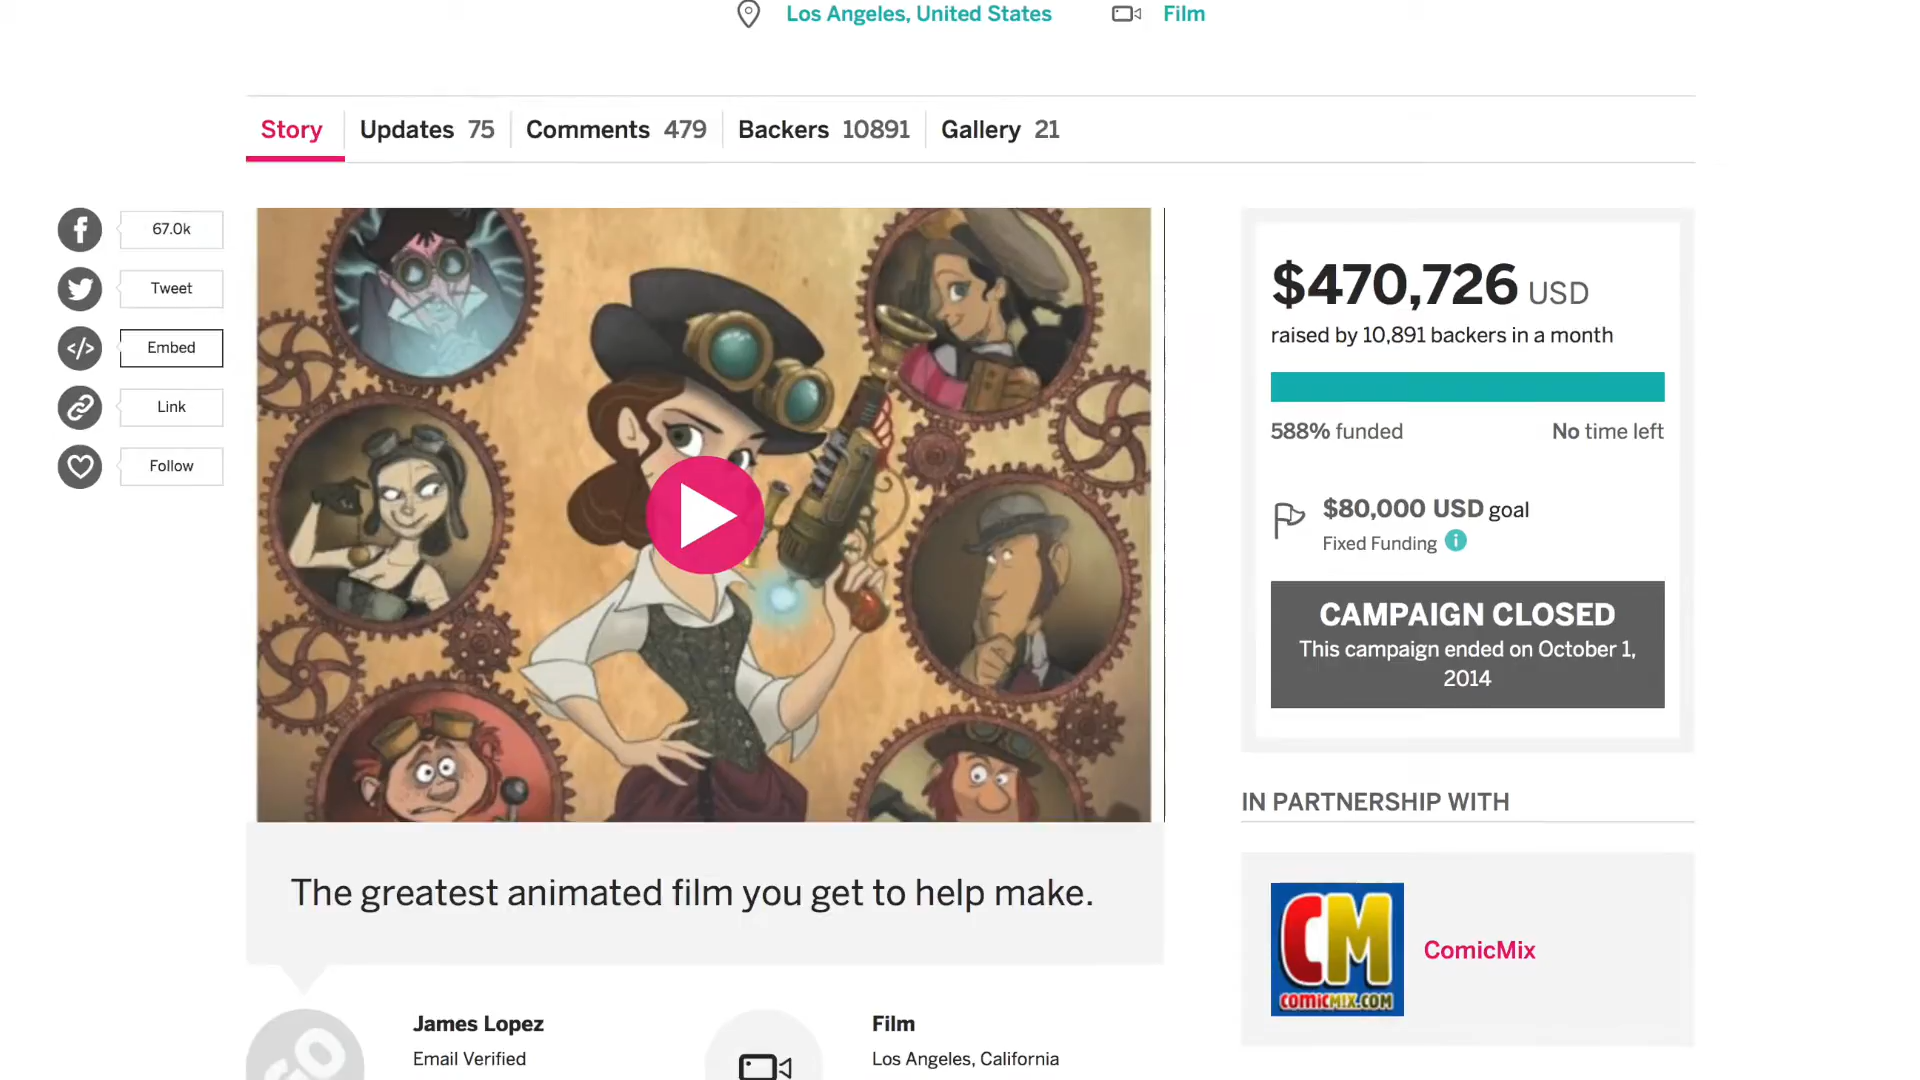 Los Angeles, United States
Film
Story
Updates 75
Comments 479
Backers 10891
Gallery 21
67.0k
Tweet
</> Embed
Link
Follow
$470,726 USD
raised by 10,891 backers in a month
588% funded
No time left
$80,000 USD goal
Fixed Funding i
CAMPAIGN CLOSED
This campaign ended on October 1,
2014
The greatest animated film you get to help make.
IN PARTNERSHIP WITH
CM
COMICMIX.COM
ComicMix
GO
James Lopez
Email Verified
Film
Los Angeles, California